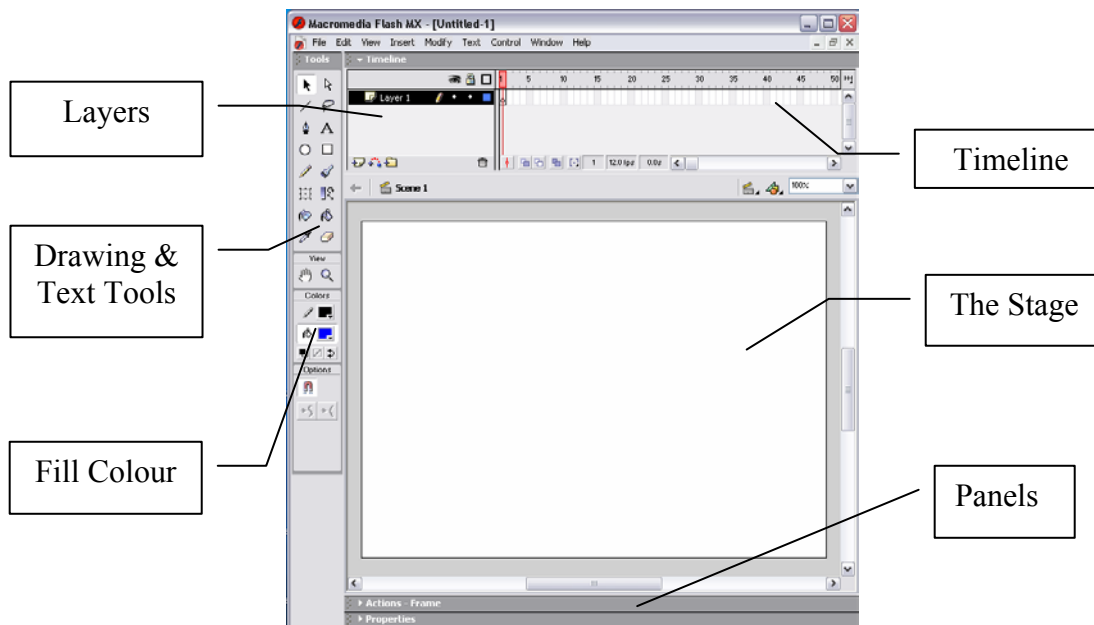 Macromedia Flash MX - [Untitled-1]
File Edit View Insert Modify Text Control Window Help
Tools
Timeline
1 5 10 15 20 25 30 35 40 45 50
Layer 1
1 12.0 fps 0.0s
Scene 1
100%
View
Colors
Options
Actions - Frame
Properties
Layers
Drawing &
Text Tools
Fill Colour
Timeline
The Stage
Panels